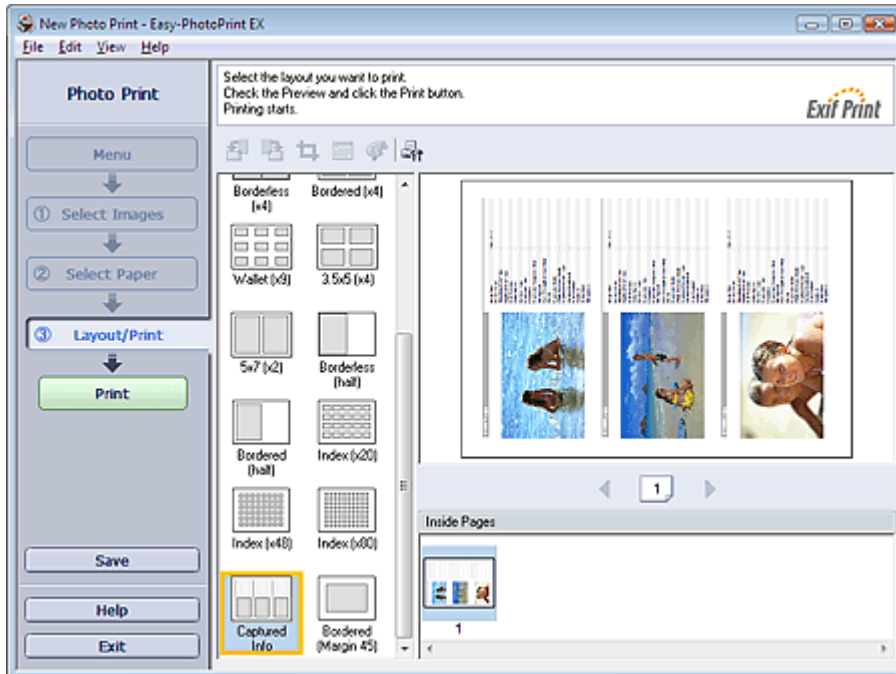 New Photo Print - Easy-PhotoPrint EX
File Edit View Help
Photo Print
Select the layout you want to print.
Check the Preview and click the Print button.
Printing starts.
Exif Print
Menu
① Select Images
② Select Paper
③ Layout/Print
Print
Save
Help
Exit
Borderless
(x4)
Bordered (x4)
Wallet (x9)
3.5x5 (x4)
5x7 (x2)
Borderless
(half)
Bordered
(half)
Index (x20)
Index (x48)
Index (x80)
Captured
Info
Bordered
(Margin 45)
1
Inside Pages
1